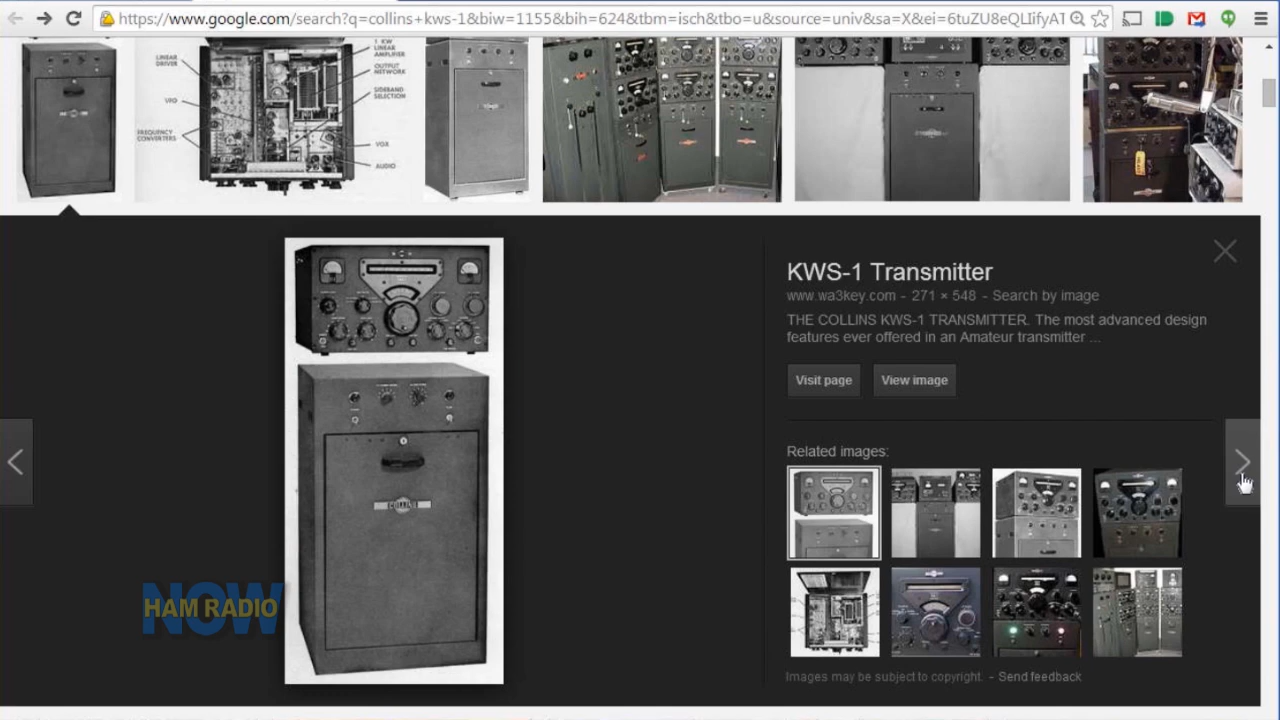 https://www.google.com/search?q=collins+kws-1&biw=1155&bih=624&tbm=isch&tbo=u&source=univ&sa=X&ei=6tuZU8eQLIifyAT
LINEAR
DRIVER
VFO
FREQUENCY
CONVERTERS
1 KW
LINEAR
AMPLIFIER
OUTPUT
NETWORK
SIDEBAND
SELECTION
VOX
AUDIO
KWS-1 Transmitter
www.wa3key.com - 271 × 548 - Search by image
THE COLLINS KWS-1 TRANSMITTER. The most advanced design
features ever offered in an Amateur transmitter ...
Visit page
View image
Related images:
Images may be subject to copyright. - Send feedback
NOW
HAM RADIO